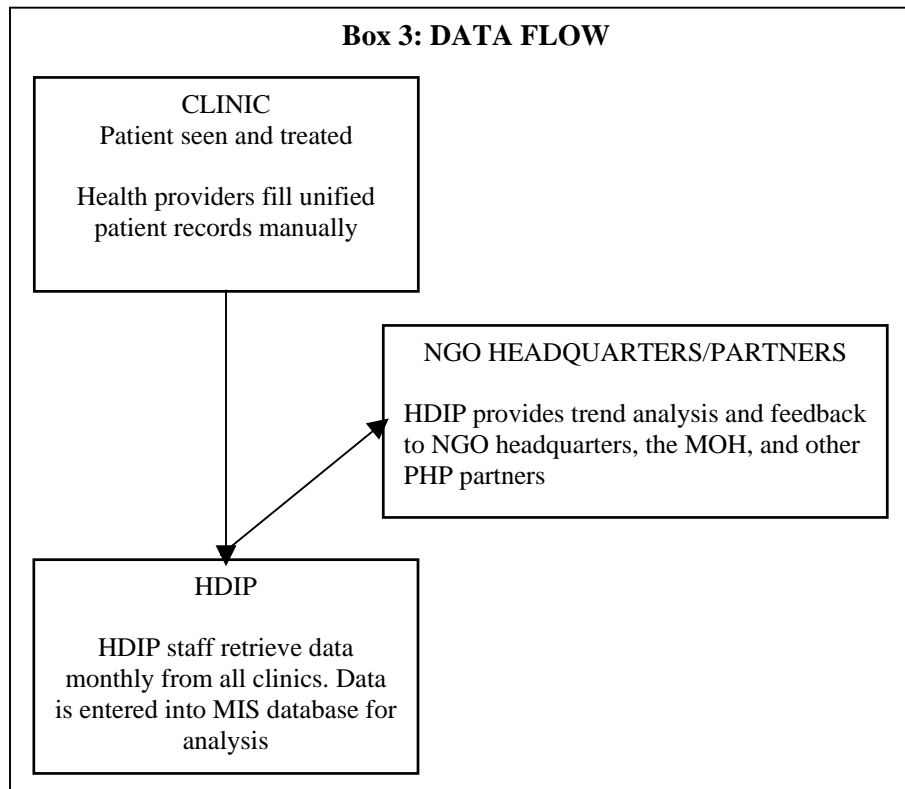 Box 3: DATA FLOW
CLINIC
Patient seen and treated
Health providers fill unified
patient records manually
NGO HEADQUARTERS/PARTNERS
HDIP provides trend analysis and feedback
to NGO headquarters, the MOH, and other
PHP partners
HDIP
HDIP staff retrieve data
monthly from all clinics. Data
is entered into MIS database for
analysis